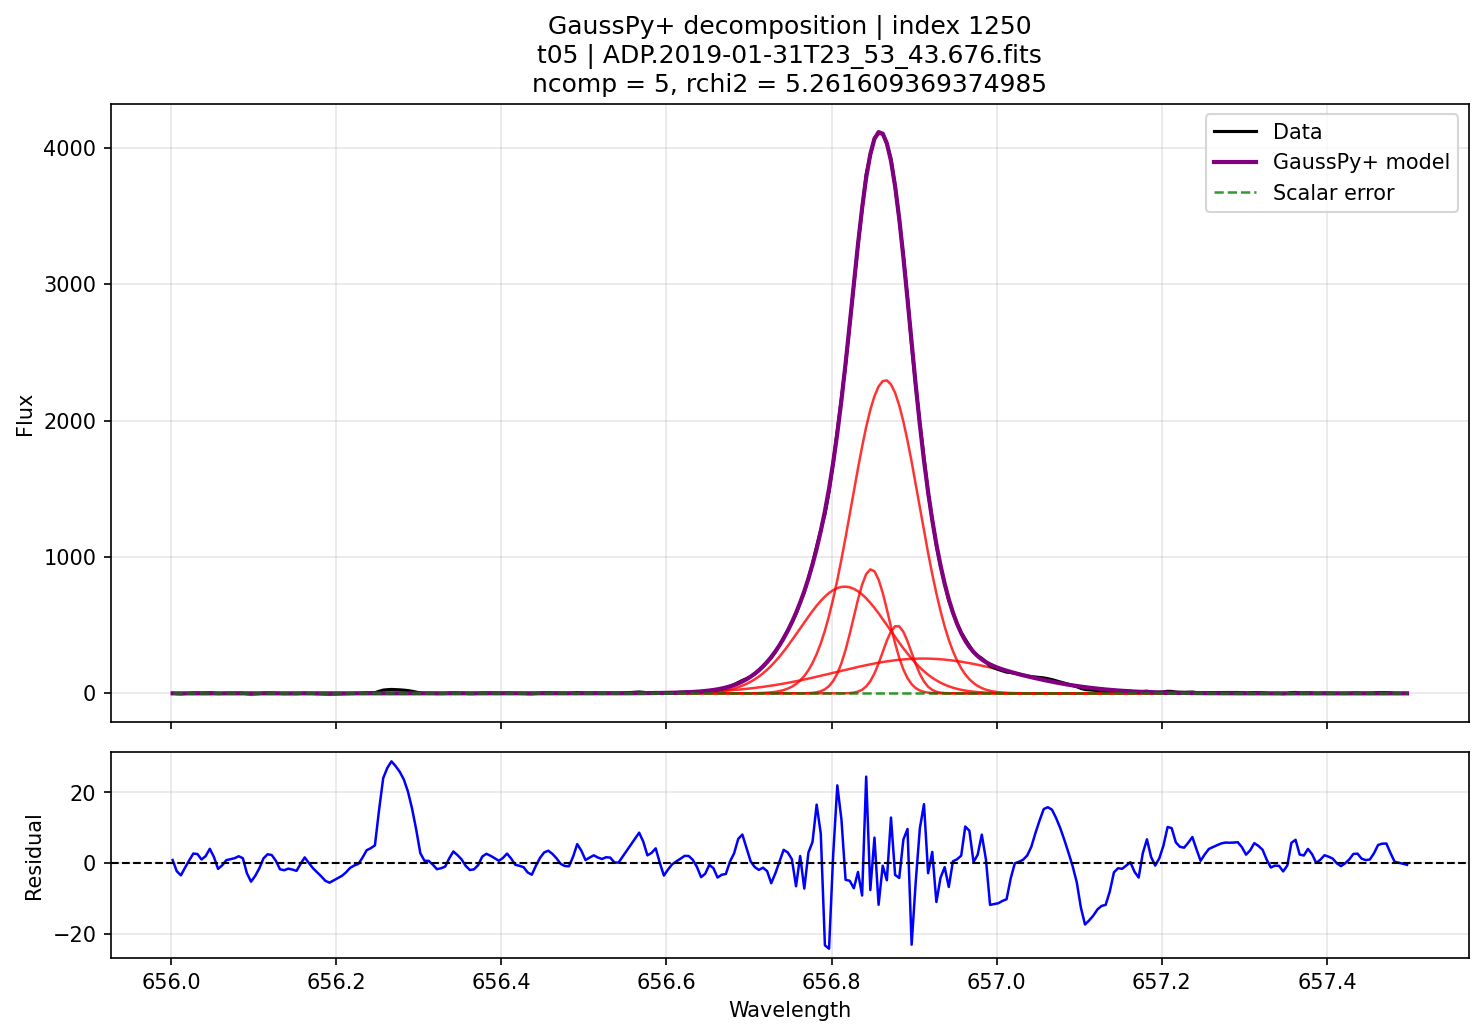 GaussPy+ decomposition | index 1250
t05 | ADP.2019-01-31T23_53_43.676.fits
ncomp = 5, rchi2 = 5.261609369374985
Data
GaussPy+ model
Scalar error
4000
3000
2000
1000
0
Flux
20
0
−20
Residual
656.0
656.2
656.4
656.6
656.8
657.0
657.2
657.4
Wavelength